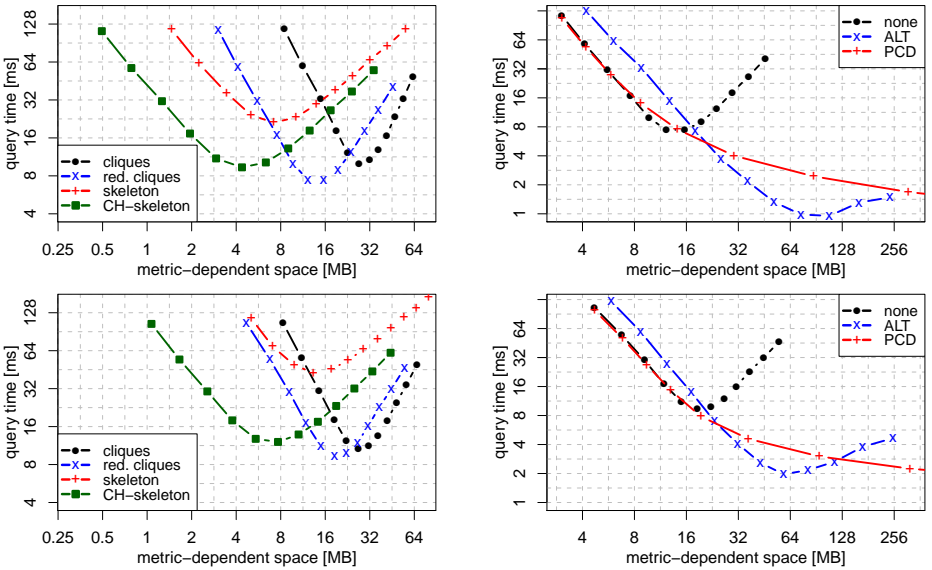 query time [ms]
128
64
32
16
8
4
cliques
red. cliques
skeleton
CH−skeleton
0.25 0.5 1 2 4 8 16 32 64
metric−dependent space [MB]
query time [ms]
64
32
16
8
4
2
1
none
ALT
PCD
4 8 16 32 64 128 256
metric−dependent space [MB]
query time [ms]
128
64
32
16
8
4
cliques
red. cliques
skeleton
CH−skeleton
0.25 0.5 1 2 4 8 16 32 64
metric−dependent space [MB]
query time [ms]
64
32
16
8
4
2
1
none
ALT
PCD
4 8 16 32 64 128 256
metric−dependent space [MB]